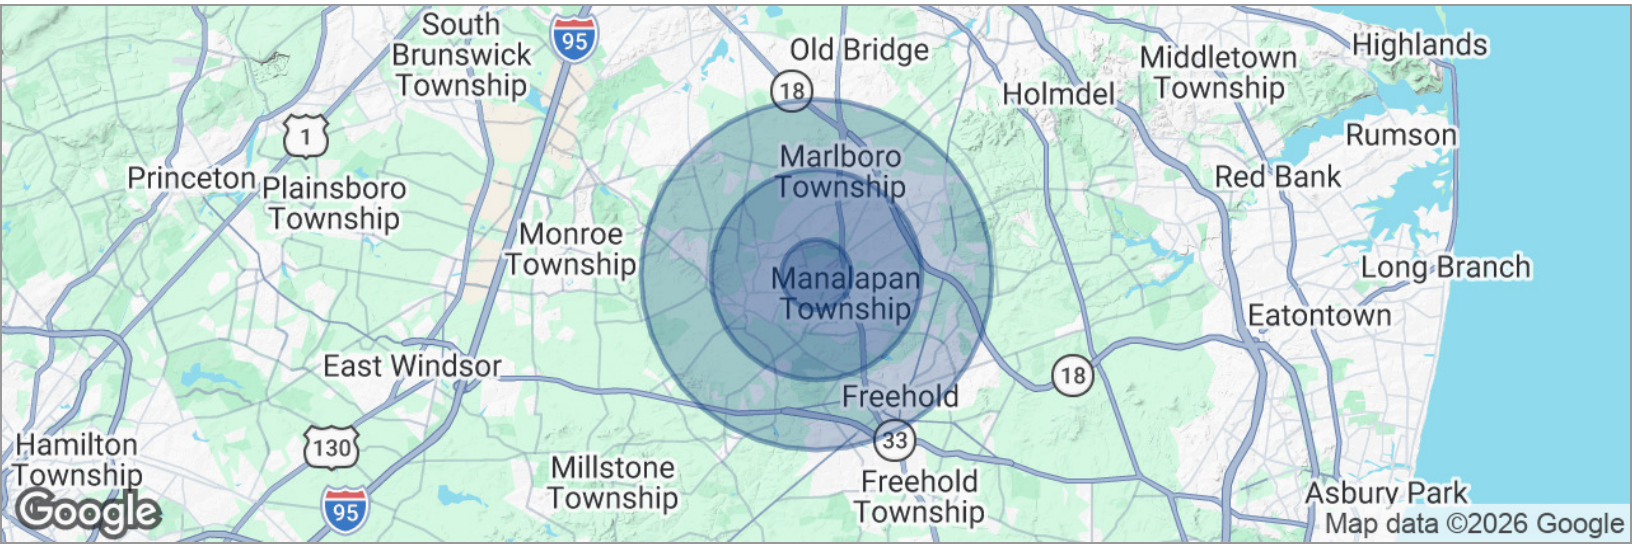 South
Brunswick
Township
95
Old Bridge
18
Middletown
Township
Highlands
Holmdel
1
Rumson
Princeton
Plainsboro
Township
Marlboro
Township
Red Bank
Monroe
Township
Manalapan
Township
Long Branch
Eatontown
East Windsor
18
Freehold
Hamilton
Township
130
33
Millstone
Township
Freehold
Township
Asbury Park
95
Google
Map data ©2026 Google